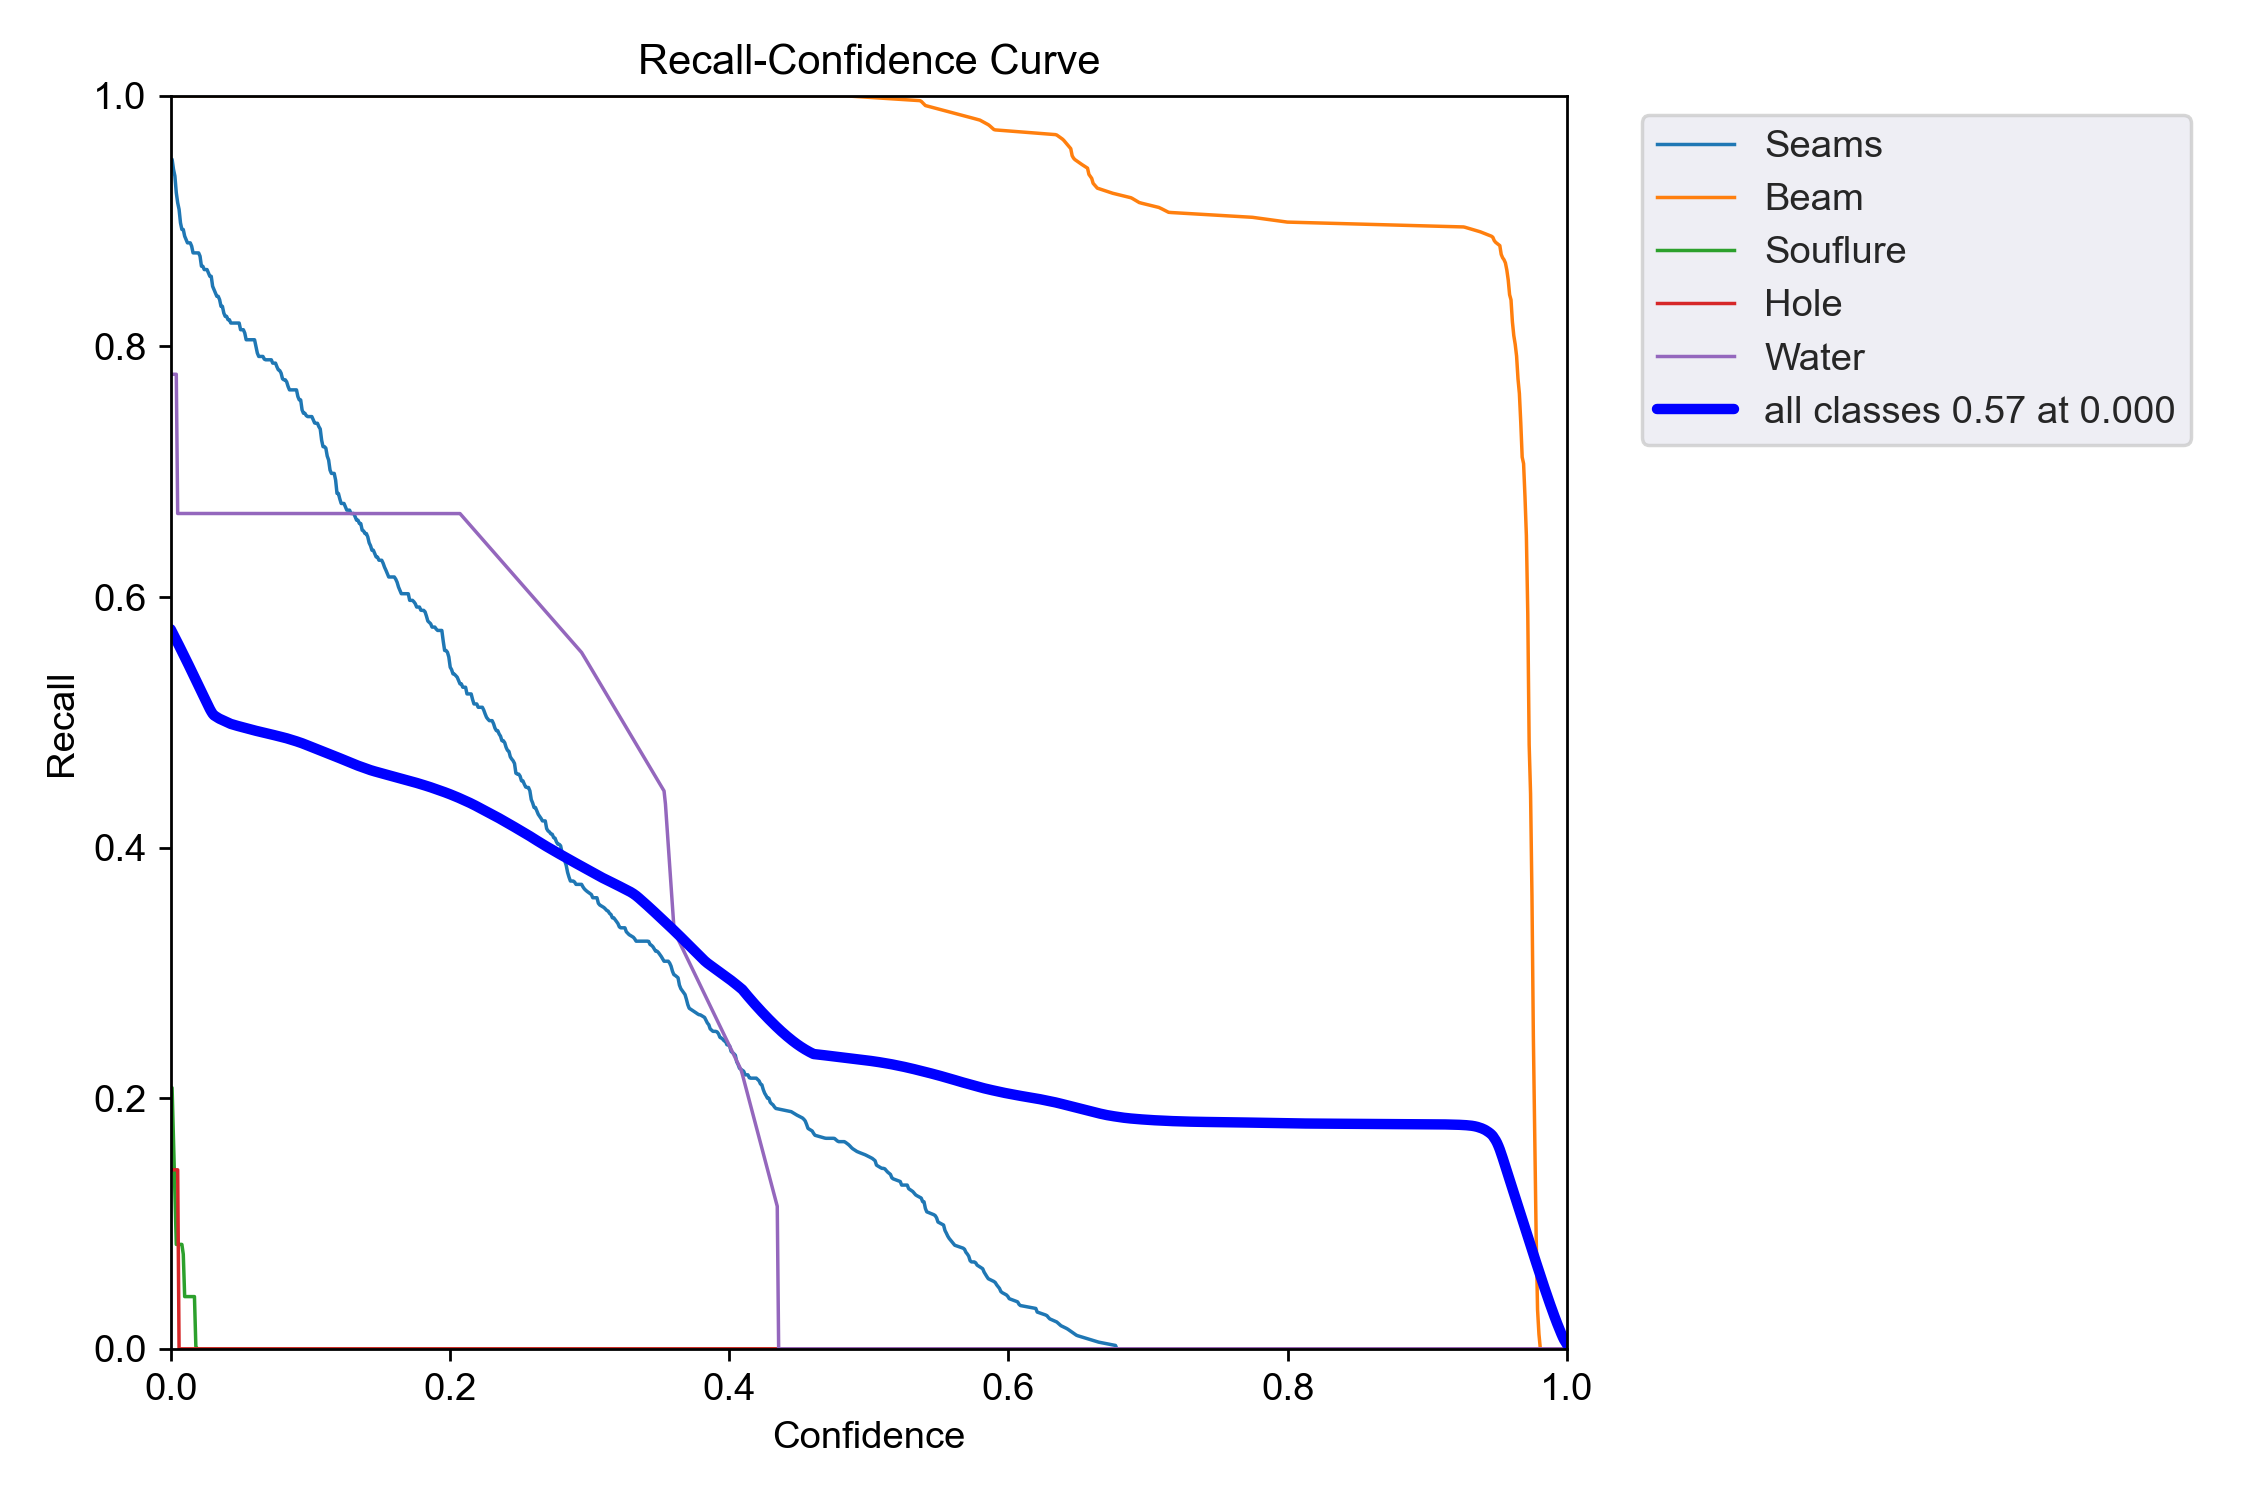 Recall-Confidence Curve
1.0
0.8
0.6
0.4
0.2
0.0
Recall
0.0 0.2 0.4 0.6 0.8 1.0
Confidence
Seams
Beam
Souflure
Hole
Water
all classes 0.57 at 0.000